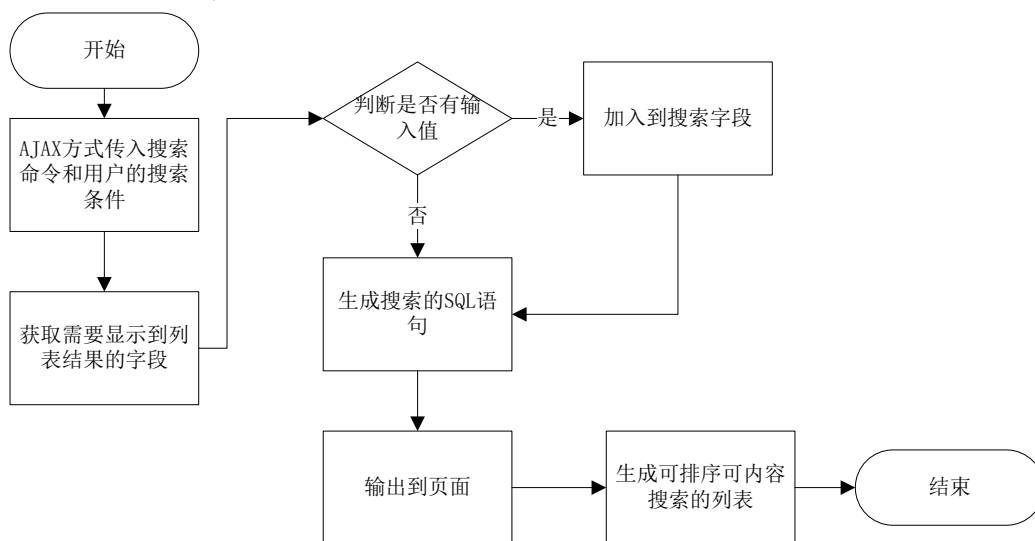 开始
AJAX方式传入搜索
命令和用户的搜索
条件
获取需要显示到列
表结果的字段
判断是否有输
入值
是
加入到搜索字段
否
生成搜索的SQL语
句
输出到页面
生成可排序可内容
搜索的列表
结束